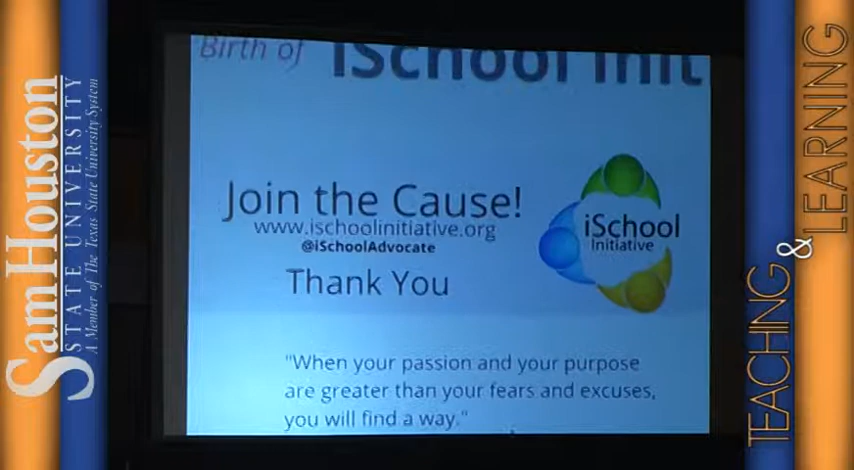 Sam Houston
STATE UNIVERSITY
A Member of The Texas State University System
Birth of iSchool Init
Join the Cause!
www.ischoolinitiative.org
@iSchoolAdvocate
Thank You
iSchool
Initiative
"When your passion and your purpose
are greater than your fears and excuses,
you will find a way."
TEACHING & LEARNING